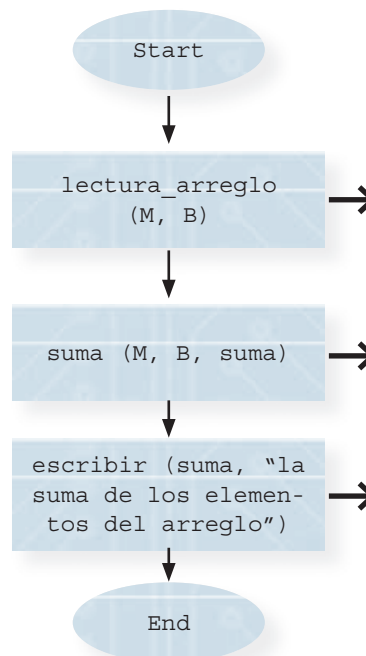 Start
lectura_arreglo
(M, B)
suma (M, B, suma)
escribir (suma, “la
suma de los elemen-
tos del arreglo”)
End